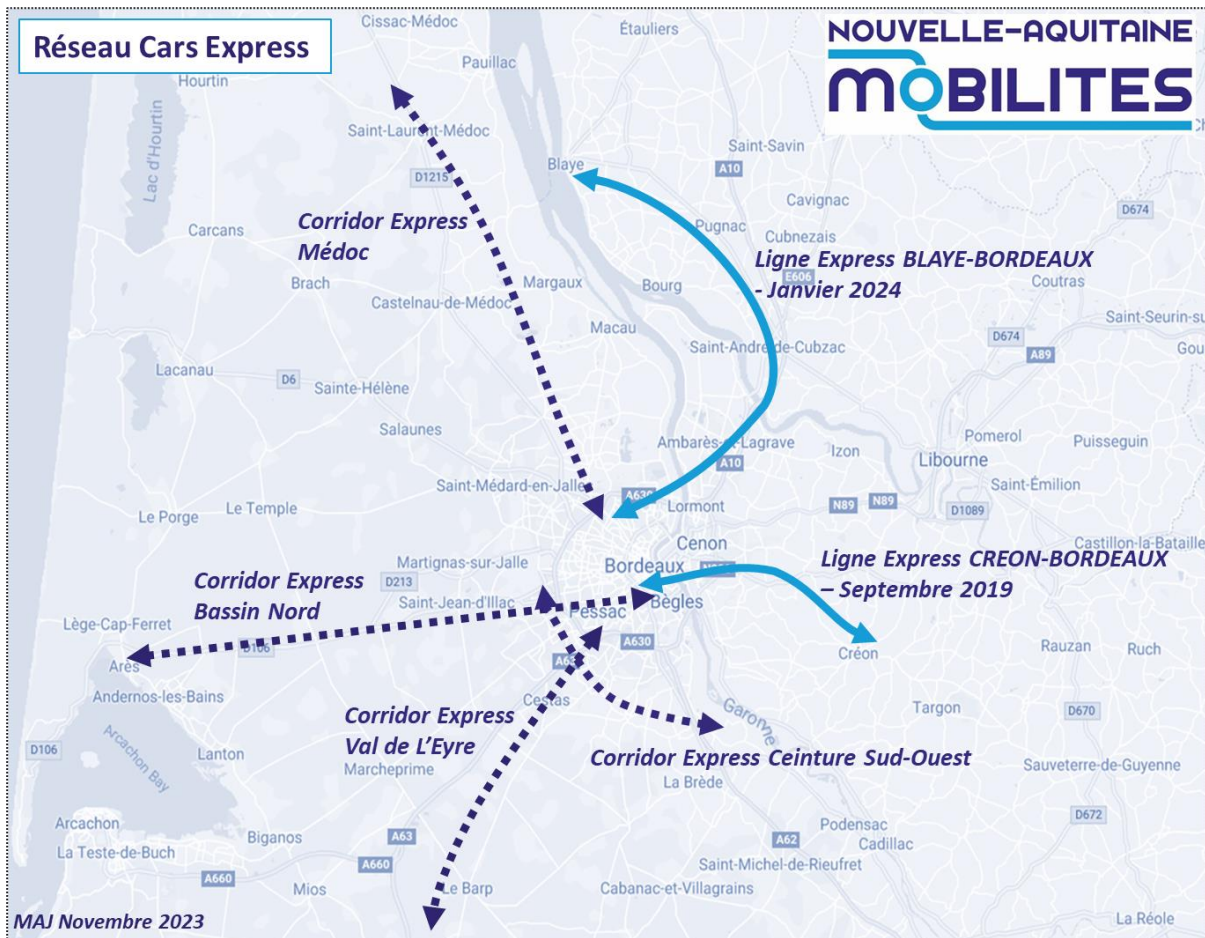 Réseau Cars Express
NOUVELLE-AQUITAINE
MOBILITES
Cissac-Médoc
Étauliers
Pauillac
Hourtin
Lac d'Hourtin
Saint-Laurent-Médoc
Saint-Savin
Blaye
A10
D1215
Cavignac
D674
Corridor Express
Médoc
Carcans
Pugnac
Cubnezais
Ligne Express BLAYE-BORDEAUX
- Janvier 2024
E606
Coutras
Brach
Margaux
Bourg
Castelnau-de-Médoc
Macau
Saint-Seurin-su
D674
Saint-André-de-Cubzac
A89
Gou
Lacanau
D6
Sainte-Hélène
Salaunes
Ambarès-et-Lagrave
Pomerol
Puisseguin
Izon
Libourne
A10
Saint-Médard-en-Jalle
Saint-Émilion
A630
Lormont
N89
N89
D1089
Le Porge
Le Temple
Cenon
Castillon-la-Bataille
Martignas-sur-Jalle
Bordeaux
Ligne Express CREON-BORDEAUX
– Septembre 2019
Corridor Express
Bassin Nord
D213
Saint-Jean-d'Illac
Bègles
Pessac
Lège-Cap-Ferret
A630
D106
Créon
Rauzan
Ruch
Arès
Andernos-les-Bains
Cestas
Garonne
Targon
D670
Corridor Express
Val de L'Eyre
Corridor Express Ceinture Sud-Ouest
D106
Arcachon Bay
Lanton
Marcheprime
La Brède
Sauveterre-de-Guyenne
D672
Arcachon
Biganos
A63
A62
Podensac
Cadillac
La Teste-de-Buch
A660
A660
Saint-Michel-de-Rieufret
Mios
Le Barp
Cabanac-et-Villagrains
La Réole
MAJ Novembre 2023